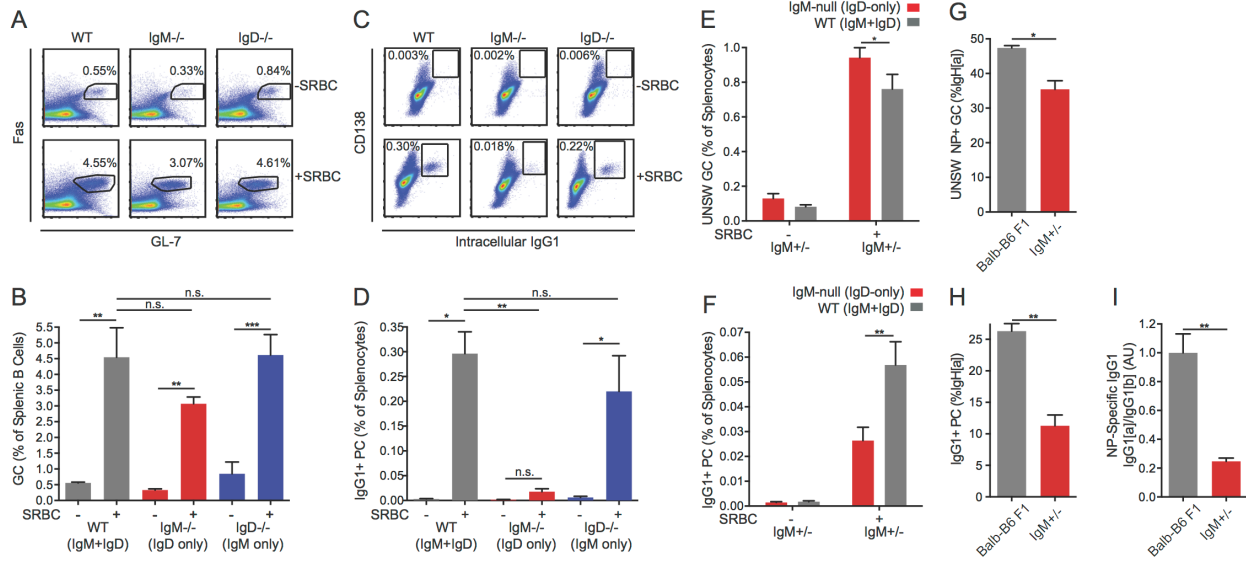 A
WT
IgM-/-
IgD-/-
0.55%
0.33%
0.84%
-SRBC
Fas
4.55%
3.07%
4.61%
+SRBC
GL-7
B
n.s.
n.s.
**
**
***
GC (% of Splenic B Cells)
5.5
5.0
4.5
4.0
3.5
3.0
2.5
2.0
1.5
1.0
0.5
0.0
SRBC - + - + - +
WT IgM-/- IgD-/-
(IgM+IgD) (IgD only) (IgM only)
C
WT
IgM-/-
IgD-/-
0.003%
0.002%
0.006%
-SRBC
CD138
0.30%
0.018%
0.22%
+SRBC
Intracellular IgG1
D
n.s.
**
*
n.s.
*
IgG1+ PC (% of Splenocytes)
0.35
0.30
0.25
0.20
0.15
0.10
0.05
0.00
SRBC - + - + - +
WT IgM-/- IgD-/-
(IgM+IgD) (IgD only) (IgM only)
E
IgM-null (IgD-only)
WT (IgM+IgD)
*
UNSW GC (% of Splenocytes)
1.0
0.8
0.6
0.4
0.2
0.0
SRBC - +
IgM+/- IgM+/-
F
IgM-null (IgD-only)
WT (IgM+IgD)
**
IgG1+ PC (% of Splenocytes)
0.07
0.06
0.05
0.04
0.03
0.02
0.01
0.00
SRBC - +
IgM+/- IgM+/-
G
*
UNSW NP+ GC (%IgH[a])
50
40
30
20
10
0
Balb-B6 F1
IgM+/-
H
**
IgG1+ PC (%IgH[a])
25
20
15
10
5
0
Balb-B6 F1
IgM+/-
I
**
NP-Specific IgG1
IgG1[a]/IgG1[b] (AU)
1.2
1.0
0.8
0.6
0.4
0.2
0.0
Balb-B6 F1
IgM+/-